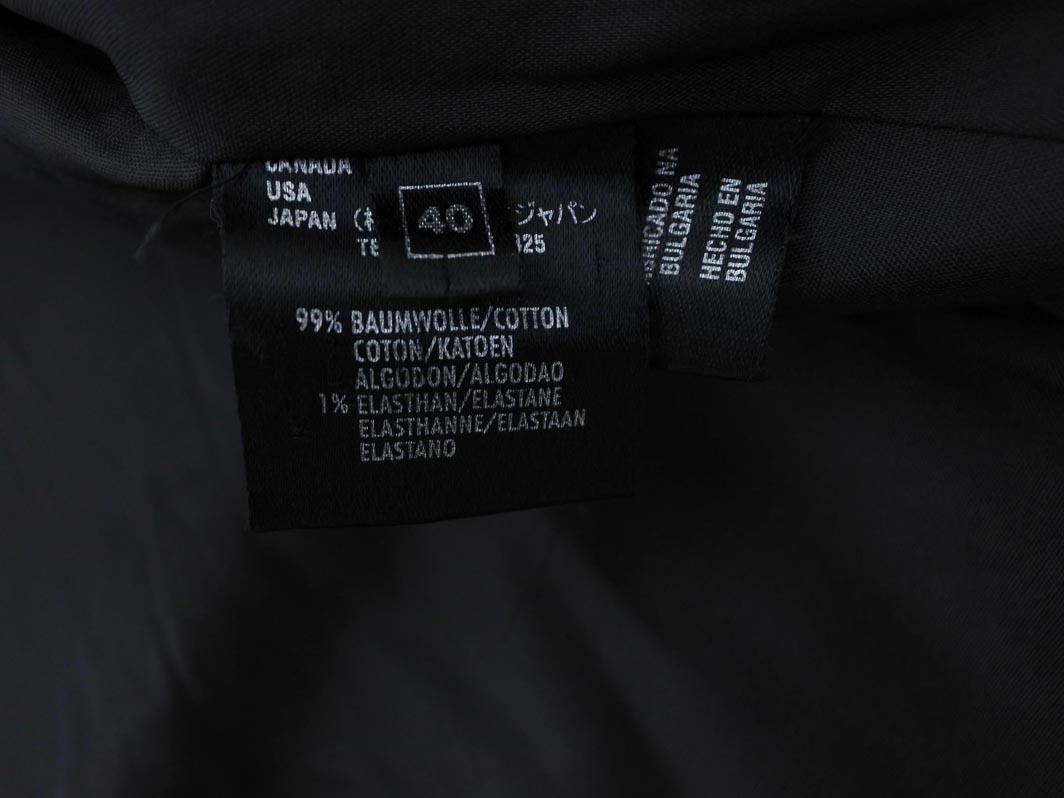 CANADA
USA
JAPAN
ジャパン
40
99% BAUMWOLLE/COTTON
COTON/KATOEN
ALGODON/ALGODAO
1% ELASTHAN/ELASTANE
ELASTHANNE/ELASTAAN
ELASTANO
NA
BULGARIA
HECHO EN
BULGARIA